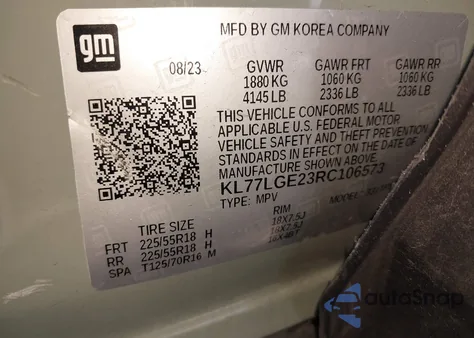 gm
MFD BY GM KOREA COMPANY
08/23 GVWR GAWR FRT GAWR RR
1880 KG 1060 KG 1060 KG
4145 LB 2336 LB 2336 LB
THIS VEHICLE CONFORMS TO ALL
APPLICABLE U.S. FEDERAL MOTOR
VEHICLE SAFETY AND THEFT PREVENTION
STANDARDS IN EFFECT ON THE DATE OF
MANUFACTURE SHOWN ABOVE.
KL77LGE23RC106573
TYPE: MPV MODEL:
TIRE SIZE RIM
FRT 225/55R18 H 18X7.5J
RR 225/55R18 H 18X7.5J
SPA T125/70R16 M 16X4BT
autoSnap